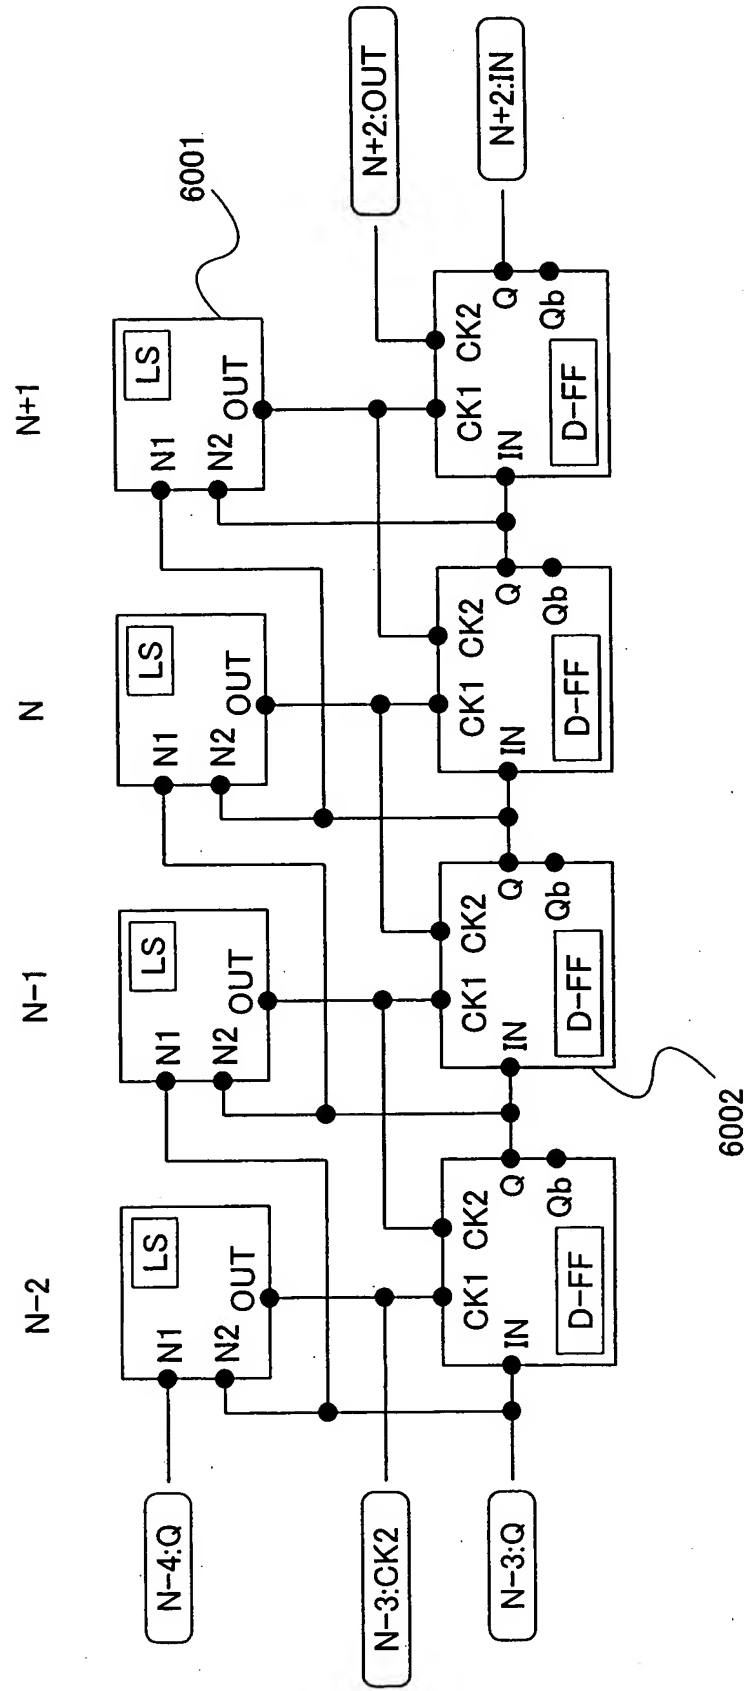 N-2
N-1
N
N+1
6001
LS
N1
N2
OUT
LS
N1
N2
OUT
LS
N1
N2
OUT
LS
N1
N2
OUT
N-4:Q
N-3:CK2
N-3:Q
N+2:OUT
N+2:IN
CK1
CK2
IN
Q
Qb
D-FF
CK1
CK2
IN
Q
Qb
D-FF
CK1
CK2
IN
Q
Qb
D-FF
CK1
CK2
IN
Q
Qb
D-FF
6002